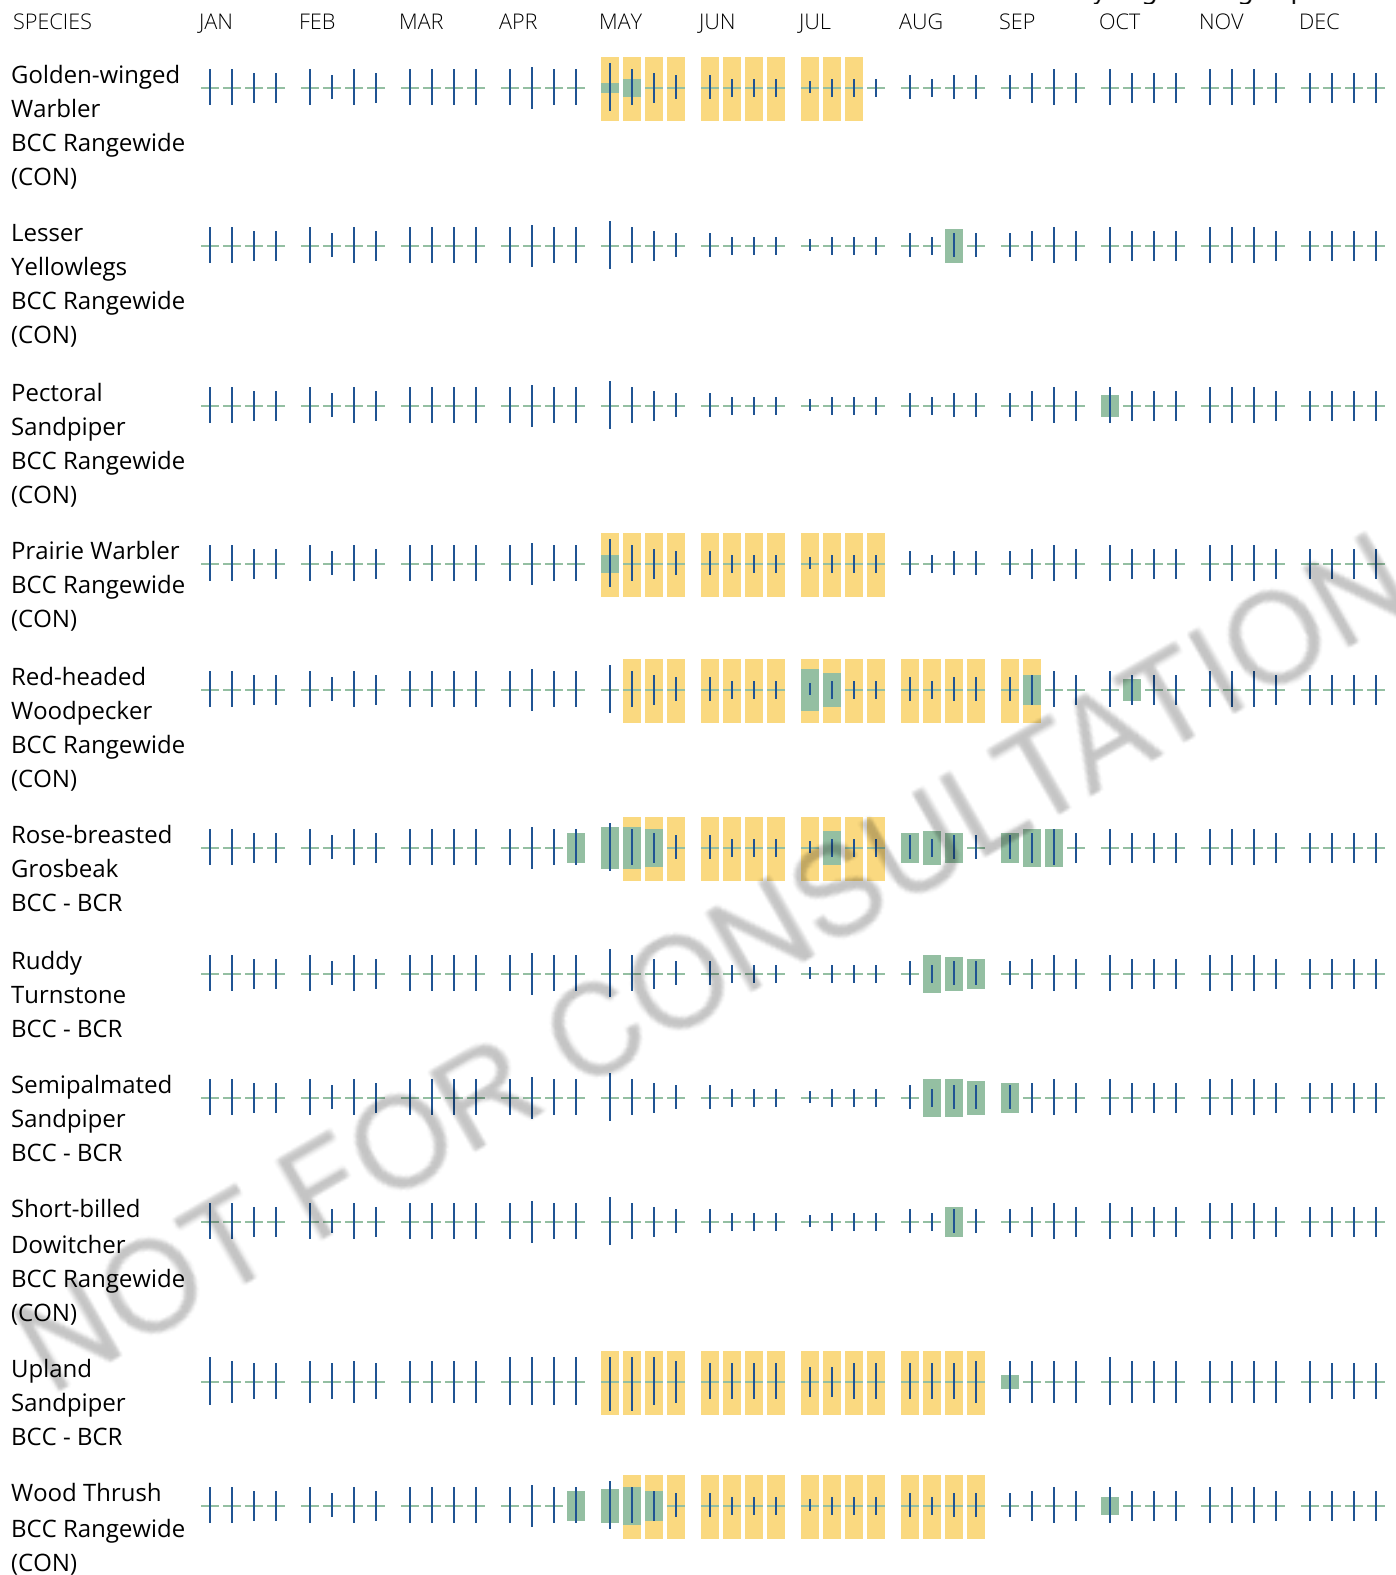 SPECIES JAN FEB MAR APR MAY JUN JUL AUG SEP OCT NOV DEC
Golden-winged
Warbler
BCC Rangewide
(CON)
Lesser
Yellowlegs
BCC Rangewide
(CON)
Pectoral
Sandpiper
BCC Rangewide
(CON)
Prairie Warbler
BCC Rangewide
(CON)
Red-headed
Woodpecker
BCC Rangewide
(CON)
Rose-breasted
Grosbeak
BCC - BCR
Ruddy
Turnstone
BCC - BCR
Semipalmated
Sandpiper
BCC - BCR
Short-billed
Dowitcher
BCC Rangewide
(CON)
Upland
Sandpiper
BCC - BCR
Wood Thrush
BCC Rangewide
(CON)
NOT FOR CONSULTATION